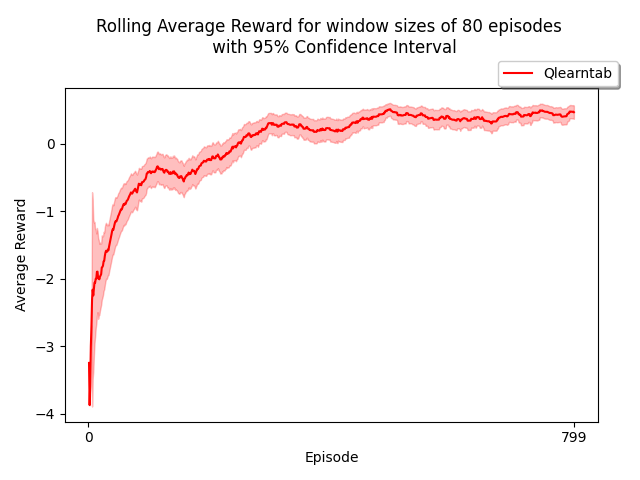 Rolling Average Reward for window sizes of 80 episodes
with 95% Confidence Interval
Qlearntab
0
−1
−2
−3
−4
Average Reward
0
799
Episode